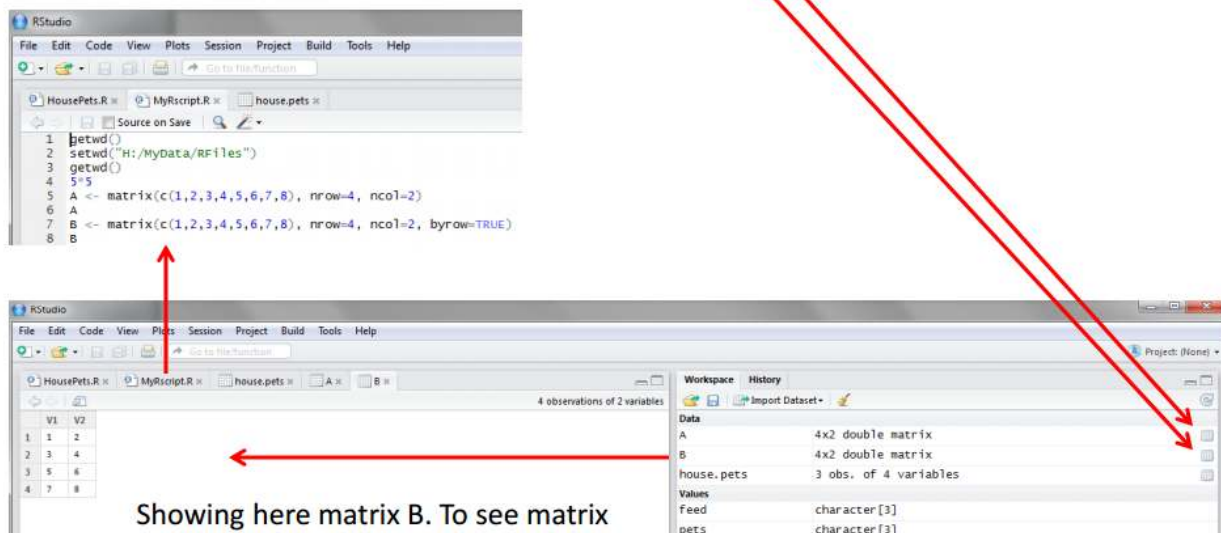 RStudio
File Edit Code View Plots Session Project Build Tools Help
Go to file/function
HousePets.R MyRscript.R house.pets
Source on Save
1 getwd()
2 setwd("H:/MyData/RFiles")
3 getwd()
4 5*5
5 A <- matrix(c(1,2,3,4,5,6,7,8), nrow=4, ncol=2)
6 A
7 B <- matrix(c(1,2,3,4,5,6,7,8), nrow=4, ncol=2, byrow=TRUE)
8 B
RStudio
File Edit Code View Plots Session Project Build Tools Help
Go to file/function
Project: (None)
HousePets.R MyRscript.R house.pets A B
4 observations of 2 variables
V1 V2
1 1 2
2 3 4
3 5 6
4 7 8
Showing here matrix B. To see matrix
Workspace History
Import Dataset
Data
A 4x2 double matrix
B 4x2 double matrix
house.pets 3 obs. of 4 variables
Values
feed character[3]
pets character[3]